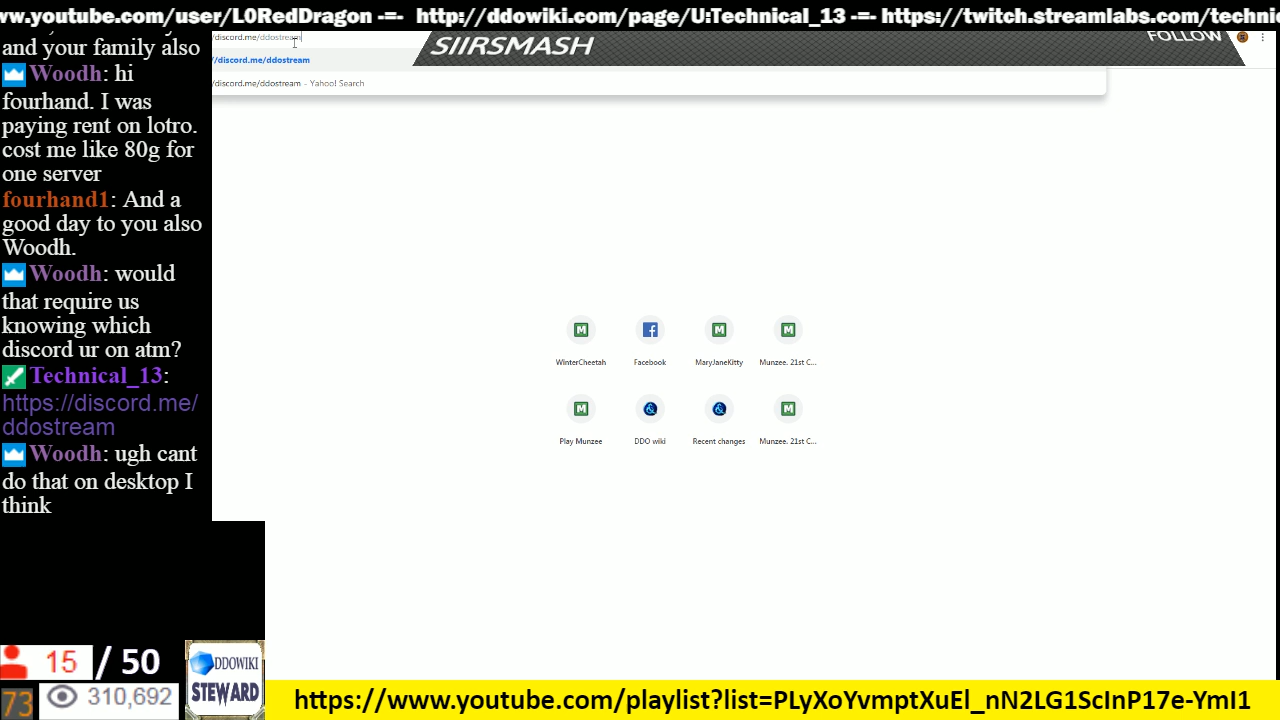 ww.youtube.com/user/L0RedDragon -=- http://ddowiki.com/page/U:Technical_13 -=- https://twitch.streamlabs.com/technic
and your family also
Woodh: hi
fourhand. I was
paying rent on lotro.
cost me like 80g for
one server
fourhand1: And a
good day to you also
Woodh.
Woodh: would
that require us
knowing which
discord ur on atm?
Technical_13:
https://discord.me/
ddostream
Woodh: ugh cant
do that on desktop I
think
/discord.me/ddostream
//discord.me/ddostream
/discord.me/ddostream - Yahoo! Search
SIIRSMASH
FOLLOW
WinterCheetah
Facebook
MaryJaneKitty
Munzee. 21st C...
Play Munzee
DDO wiki
Recent changes
Munzee. 21st C...
15 / 50
73
310,692
DDOWIKI
STEWARD
https://www.youtube.com/playlist?list=PLyXoYvmptXuEl_nN2LG1ScInP17e-YmI1